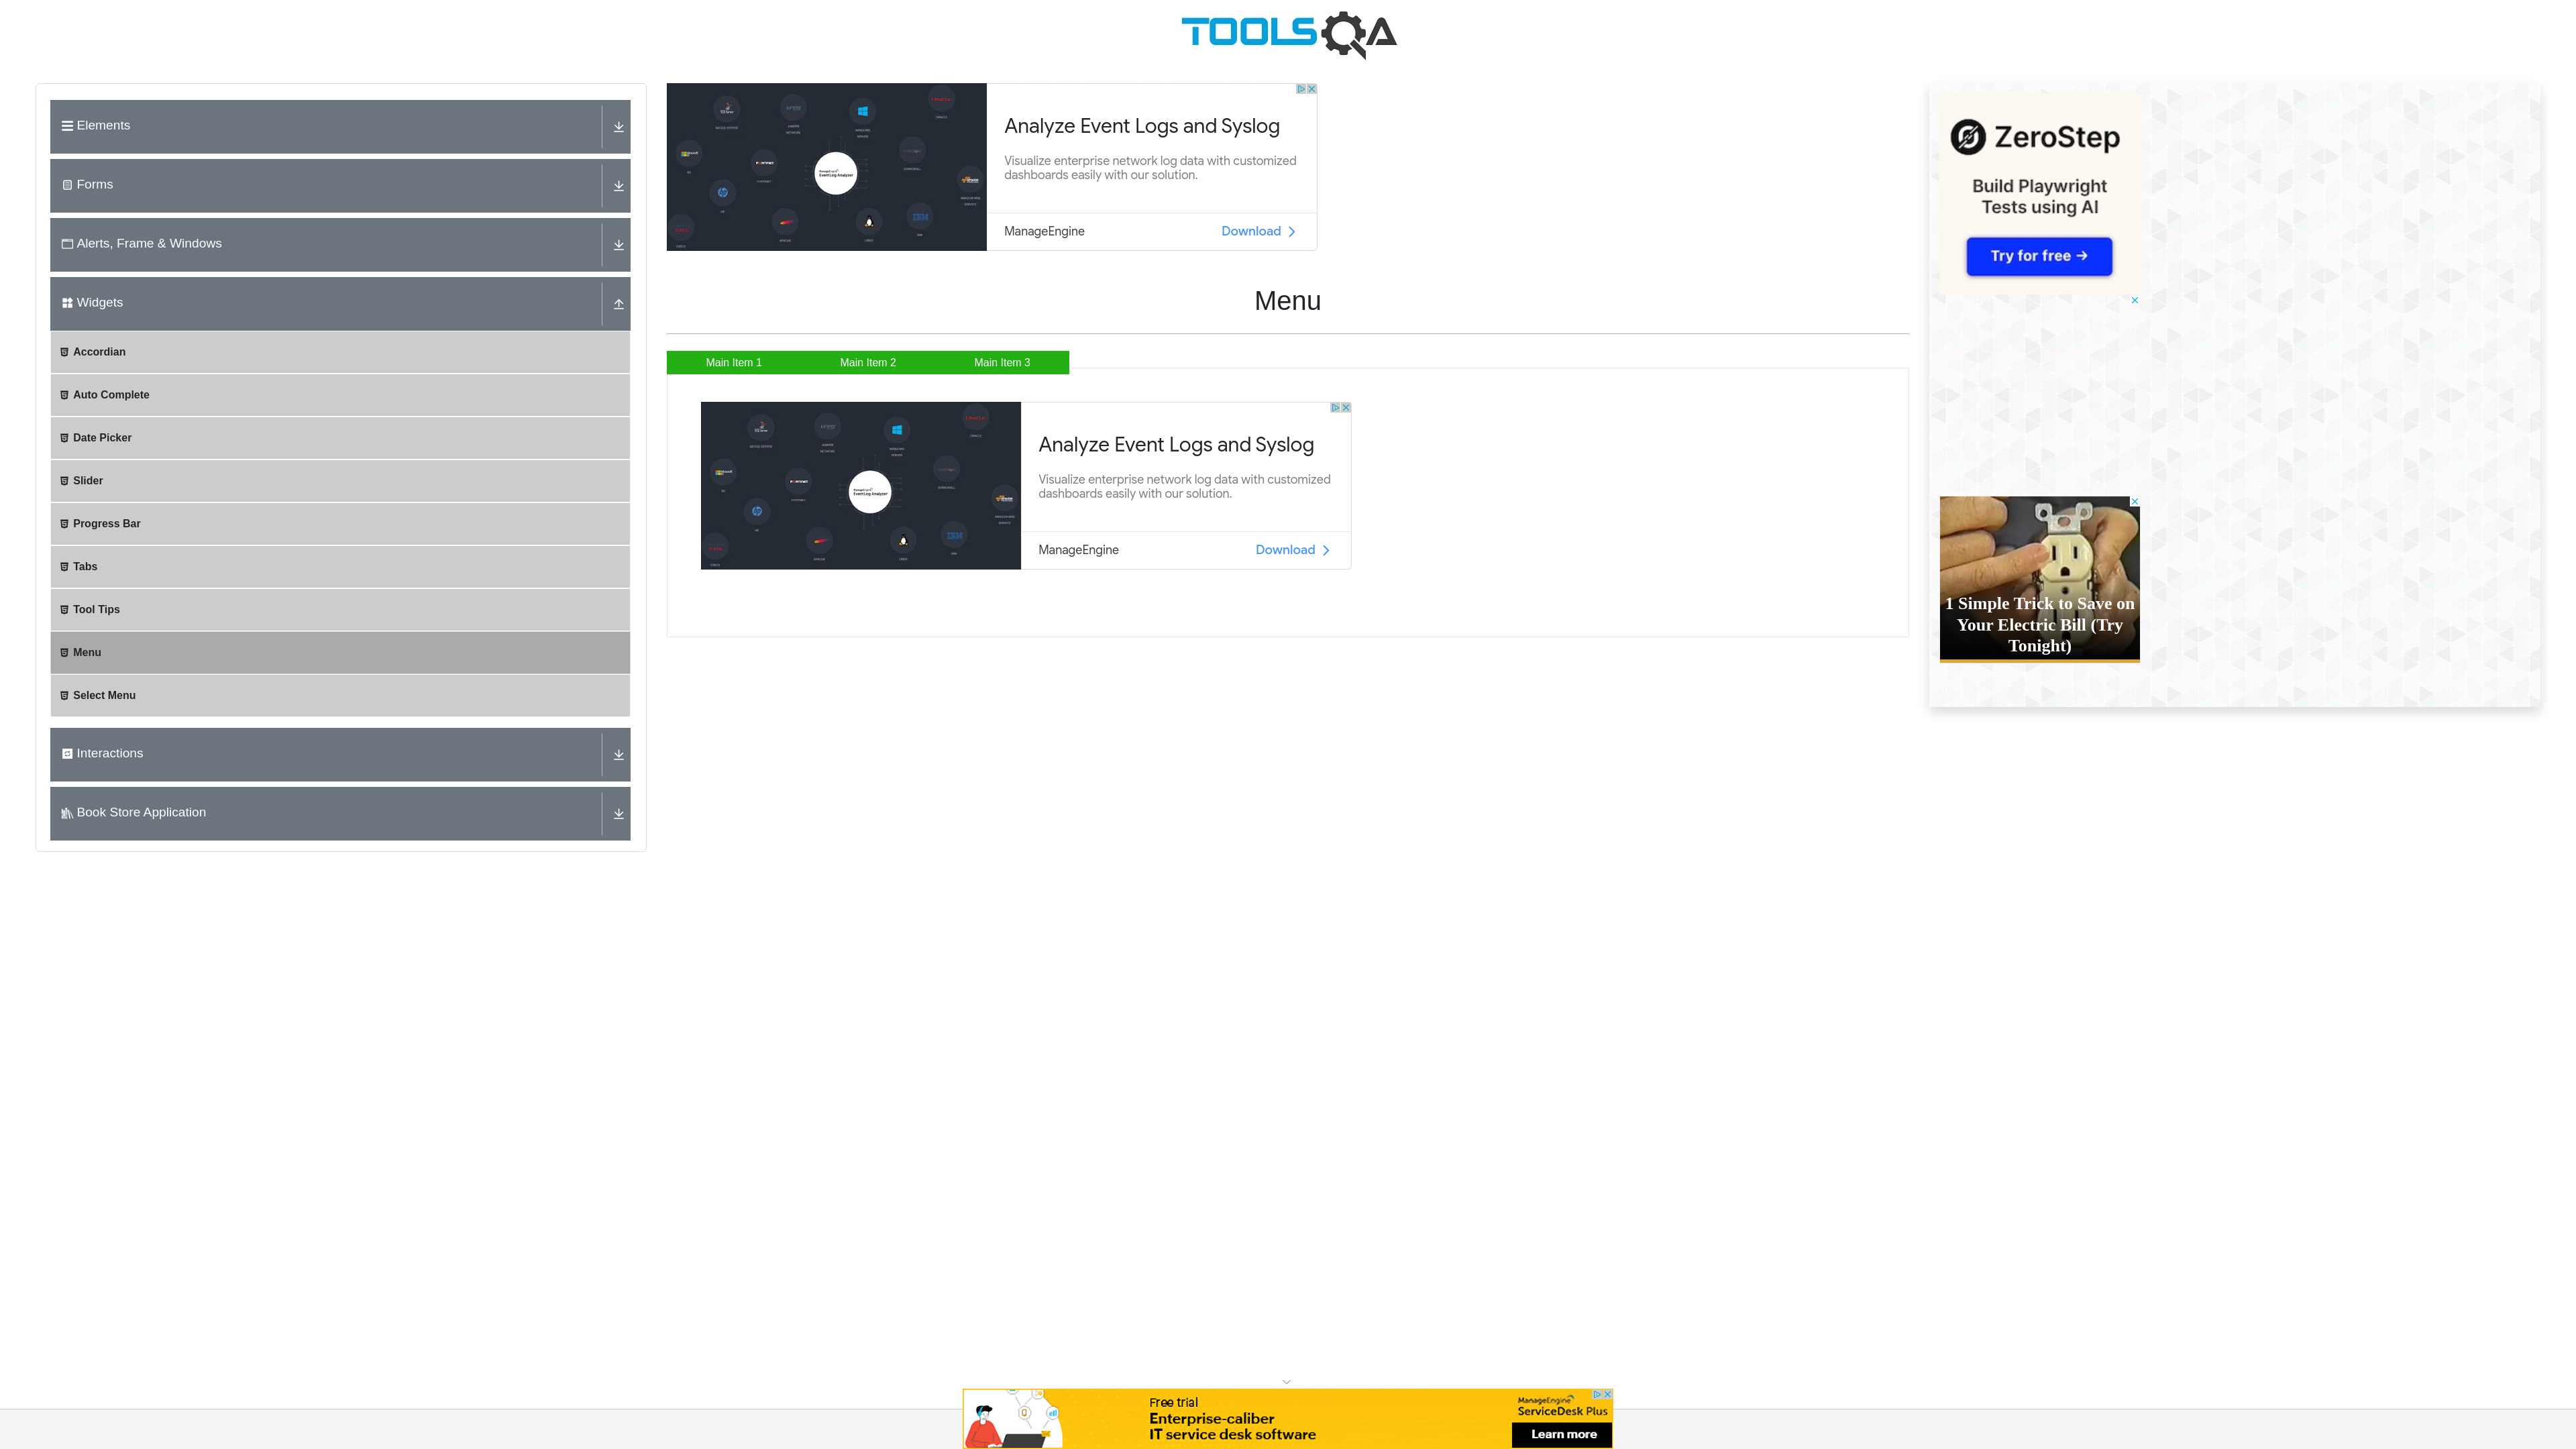 TOOLSQA
Elements
Forms
Alerts, Frame & Windows
Widgets
Accordian
Auto Complete
Date Picker
Slider
Progress Bar
Tabs
Tool Tips
Menu
Select Menu
Interactions
Book Store Application
Analyze Event Logs and Syslog
Visualize enterprise network log data with customized
dashboards easily with our solution.
ManageEngine
Download
Menu
Main Item 1
Main Item 2
Main Item 3
Analyze Event Logs and Syslog
Visualize enterprise network log data with customized
dashboards easily with our solution.
ManageEngine
Download
ZeroStep
Build Playwright
Tests using AI
Try for free →
1 Simple Trick to Save on
Your Electric Bill (Try
Tonight)
Free trial
Enterprise-caliber
IT service desk software
ManageEngine
ServiceDesk Plus
Learn more